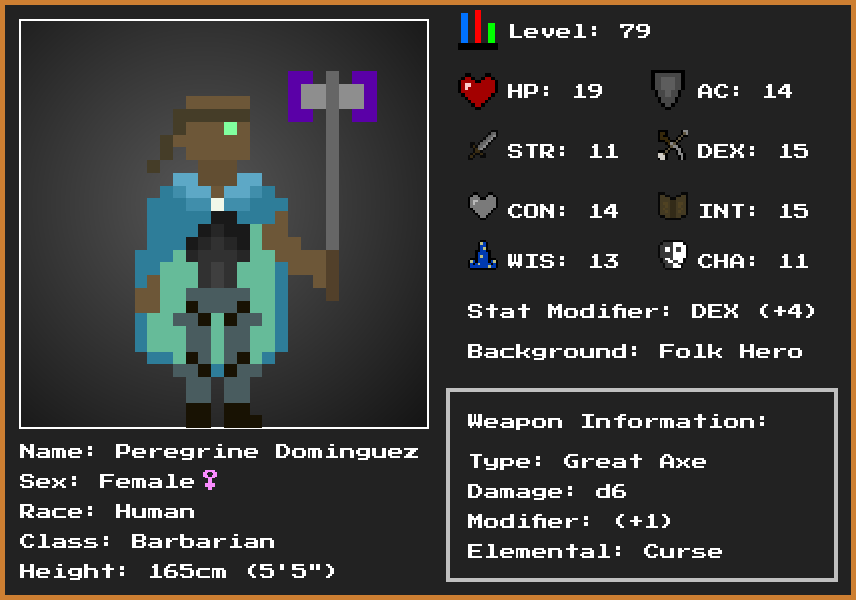 Level: 79
HP: 19
AC: 14
STR: 11
DEX: 15
CON: 14
INT: 15
WIS: 13
CHA: 11
Stat Modifier: DEX (+4)
Background: Folk Hero
Weapon Information:
Type: Great Axe
Damage: d6
Modifier: (+1)
Elemental: Curse
Name: Peregrine Dominguez
Sex: Female♀
Race: Human
Class: Barbarian
Height: 165cm (5'5")